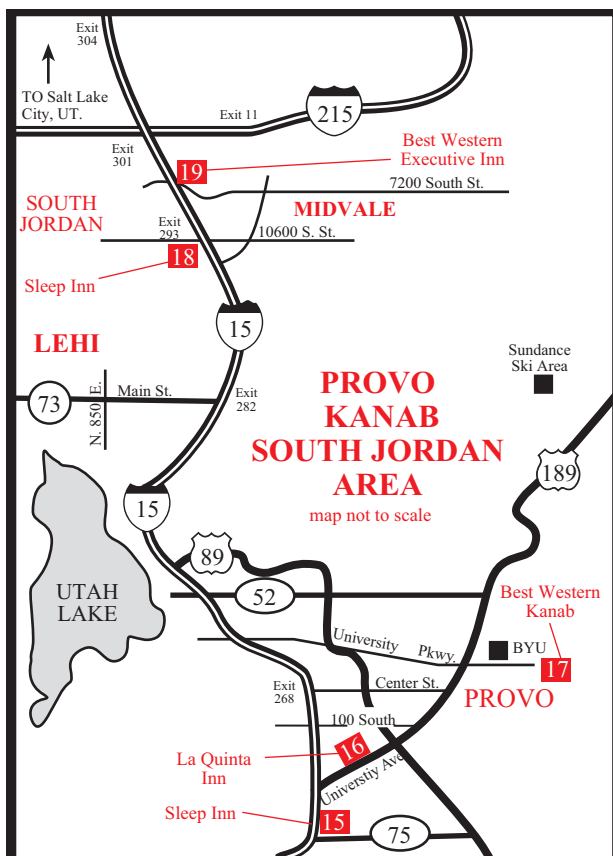 Exit
304
TO Salt Lake
City, UT.
Exit 11
215
Exit
301
Best Western
Executive Inn
19
7200 South St.
SOUTH
JORDAN
MIDVALE
Exit
293
10600 S. St.
18
Sleep Inn
15
LEHI
Sundance
Ski Area
73
N. 850 E.
Main St.
Exit
282
PROVO
KANAB
SOUTH JORDAN
AREA
map not to scale
189
15
89
UTAH
LAKE
52
Best Western
Kanab
University Pkwy.
BYU
17
Exit
268
Center St.
PROVO
100 South
16
La Quinta
Inn
Universtiy Ave
Sleep Inn
15
75